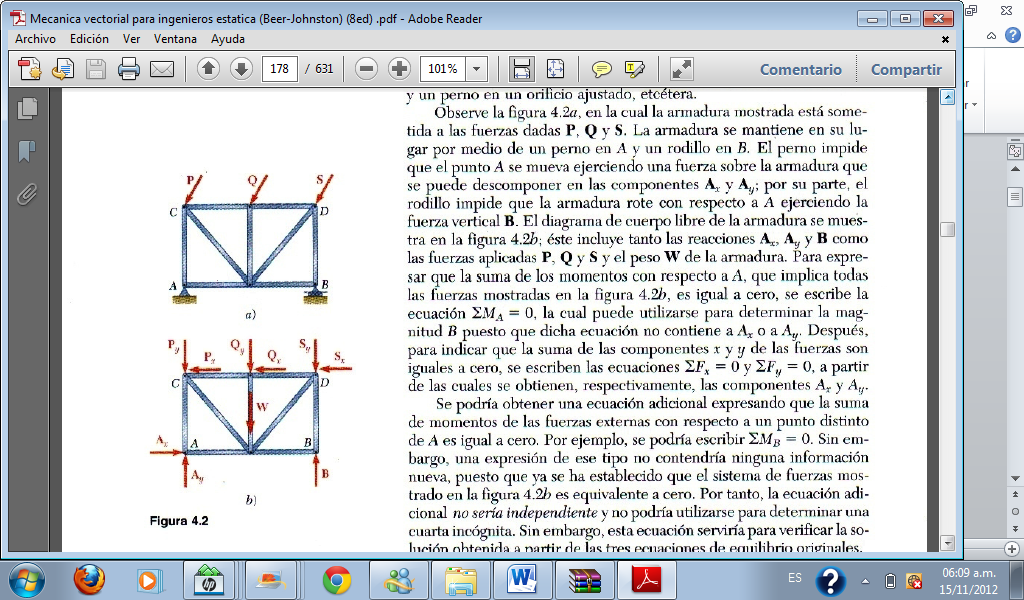 Mecanica vectorial para ingenieros estatica (Beer-Johnston) (8ed) .pdf - Adobe Reader
Archivo Edición Ver Ventana Ayuda
178 / 631 101% Comentario Compartir
y un perno en un orificio ajustado, etcétera.
Observe la figura 4.2a, en la cual la armadura mostrada está some-
tida a las fuerzas dadas P, Q y S. La armadura se mantiene en su lu-
gar por medio de un perno en A y un rodillo en B. El perno impide
que el punto A se mueva ejerciendo una fuerza sobre la armadura que
se puede descomponer en las componentes Ax y Ay; por su parte, el
rodillo impide que la armadura rote con respecto a A ejerciendo la
fuerza vertical B. El diagrama de cuerpo libre de la armadura se mues-
tra en la figura 4.2b; éste incluye tanto las reacciones Ax, Ay y B como
las fuerzas aplicadas P, Q y S y el peso W de la armadura. Para expre-
sar que la suma de los momentos con respecto a A, que implica todas
las fuerzas mostradas en la figura 4.2b, es igual a cero, se escribe la
ecuación ΣMA = 0, la cual puede utilizarse para determinar la mag-
nitud B puesto que dicha ecuación no contiene a Ax o a Ay. Después,
para indicar que la suma de las componentes x y y de las fuerzas son
iguales a cero, se escriben las ecuaciones ΣFx = 0 y ΣFy = 0, a partir
de las cuales se obtienen, respectivamente, las componentes Ax y Ay.
Se podría obtener una ecuación adicional expresando que la suma
de momentos de las fuerzas externas con respecto a un punto distinto
de A es igual a cero. Por ejemplo, se podría escribir ΣMB = 0. Sin em-
bargo, una expresión de ese tipo no contendría ninguna información
nueva, puesto que ya se ha establecido que el sistema de fuerzas mos-
trado en la figura 4.2b es equivalente a cero. Por tanto, la ecuación adi-
cional no sería independiente y no podría utilizarse para determinar una
cuarta incógnita. Sin embargo, esta ecuación serviría para verificar la so-
lución obtenida a partir de las tres ecuaciones de equilibrio originales.
P Q S
C D
A B
a)
Py Qy Sy
Px Qx Sx
C D
W
Ax A B
Ay B
b)
Figura 4.2
r
r
hp
ES
06:09 a.m.
15/11/2012